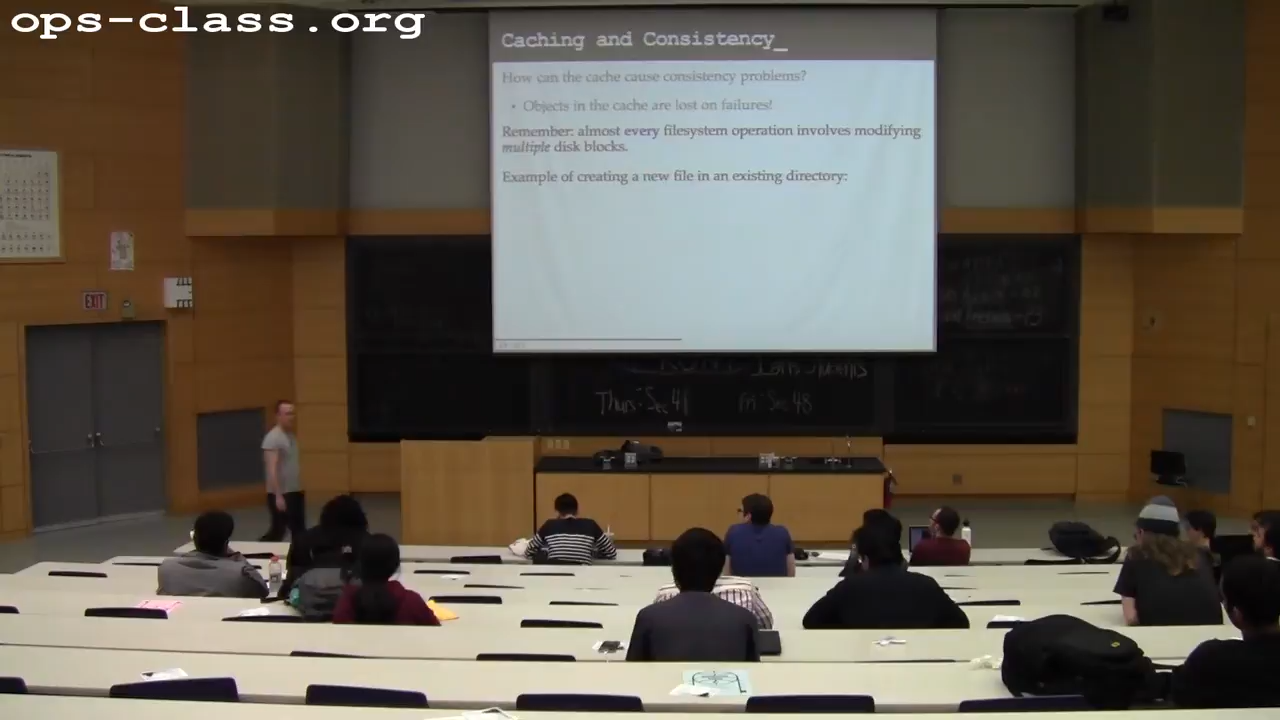 ops-class.org
Caching and Consistency_
How can the cache cause consistency problems?
• Objects in the cache are lost on failures!
Remember: almost every filesystem operation involves modifying
multiple disk blocks.
Example of creating a new file in an existing directory:
EXIT
Thurs: Sec 41 Fri: Sec 48